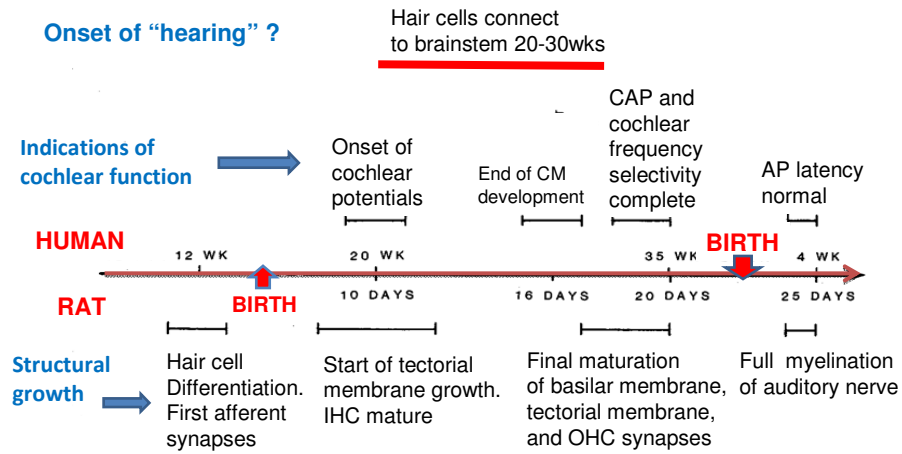 Onset of “hearing” ?
Hair cells connect
to brainstem 20-30wks
Indications of
cochlear function
Onset of
cochlear
potentials
End of CM
development
CAP and
cochlear
frequency
selectivity
complete
AP latency
normal
HUMAN
12 WK
20 WK
35 WK
BIRTH
4 WK
RAT
BIRTH
10 DAYS
16 DAYS
20 DAYS
25 DAYS
Structural
growth
Hair cell
Differentiation.
First afferent
synapses
Start of tectorial
membrane growth.
IHC mature
Final maturation
of basilar membrane,
tectorial membrane,
and OHC synapses
Full myelination
of auditory nerve